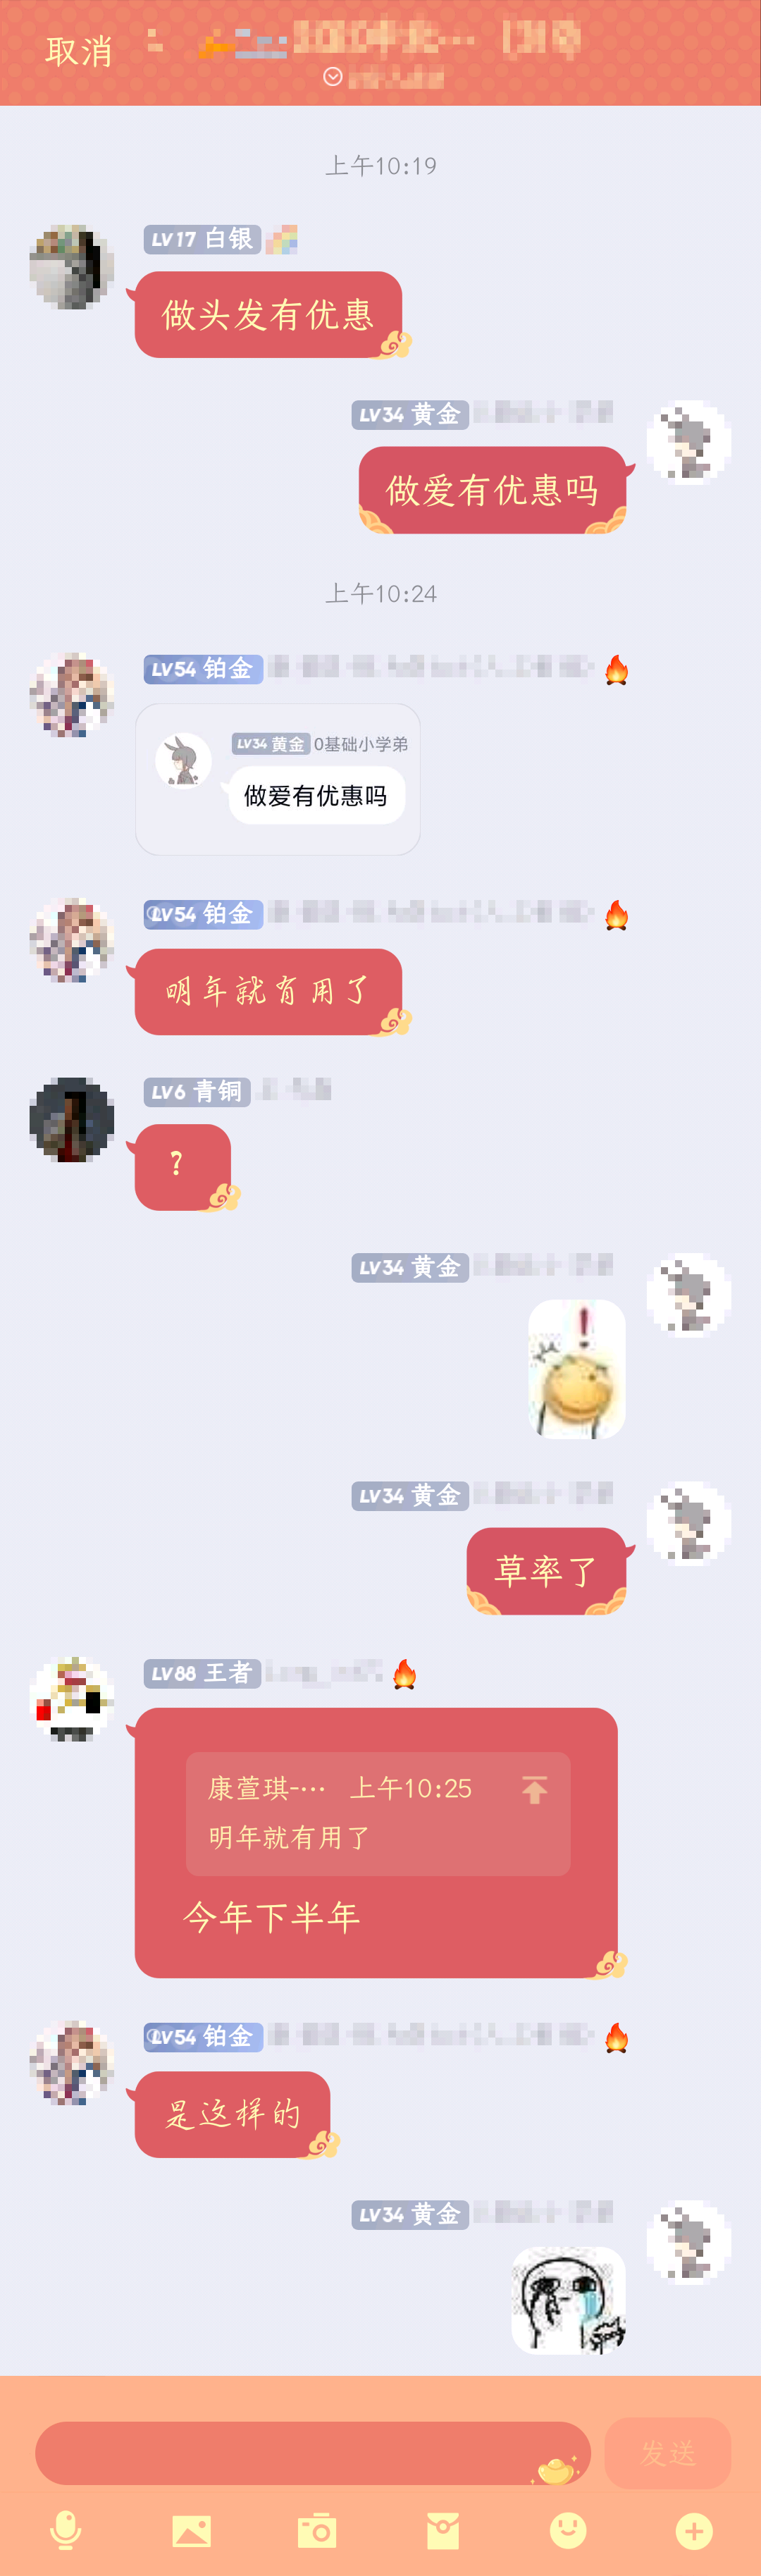 取消
上午10:19
LV17 白银
做头发有优惠
LV34 黄金
做爱有优惠吗
上午10:24
LV54 铂金
LV34 黄金 0基础小学弟
做爱有优惠吗
LV54 铂金
明年就有用了
LV6 青铜
?
LV34 黄金
LV34 黄金
草率了
LV88 王者
康萱琪-… 上午10:25
明年就有用了
今年下半年
LV54 铂金
是这样的
LV34 黄金
发送